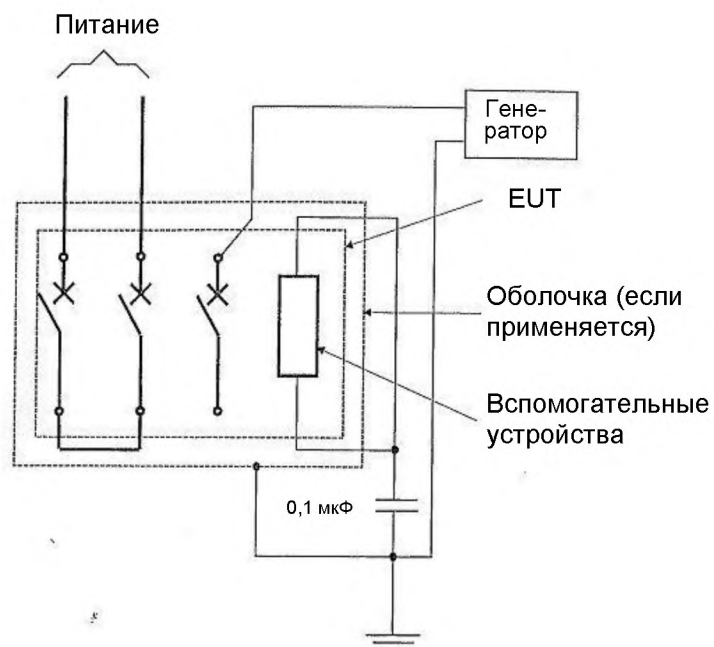 Питание
Гене-
ратор
EUT
Оболочка (если
применяется)
Вспомогательные
устройства
0,1 мкФ